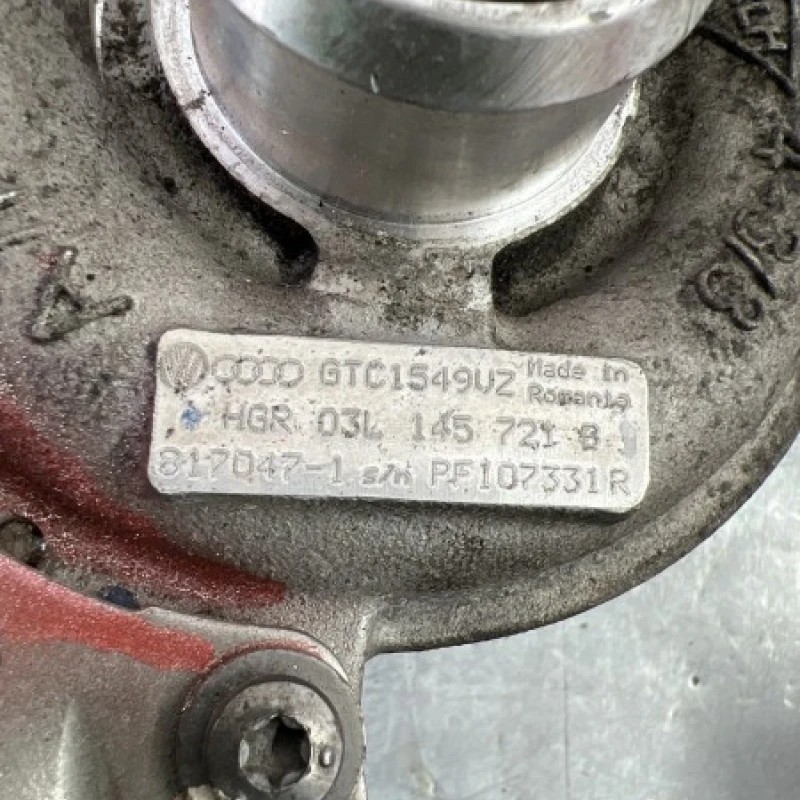 GTC1549VZ Made in Romania
HGR 03L 145 721 B
817047-1 s/n PF107331R